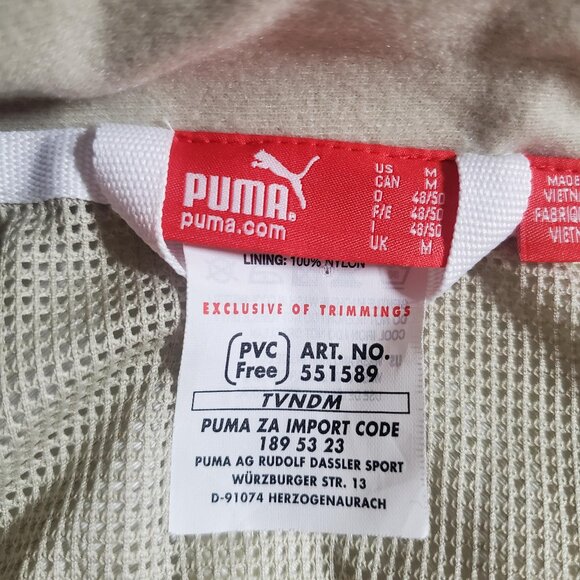 PUMA®
puma.com
US M
CAN M
D 48/50
F/E 48/50
I 48/50
UK M
MADE
VIETN
FABRIQ
VIETN
LINING: 100% NYLON
EXCLUSIVE OF TRIMMINGS
(PVC Free) ART. NO.
551589
TVNDM
PUMA ZA IMPORT CODE
189 53 23
PUMA AG RUDOLF DASSLER SPORT
WÜRZBURGER STR. 13
D-91074 HERZOGENAURACH